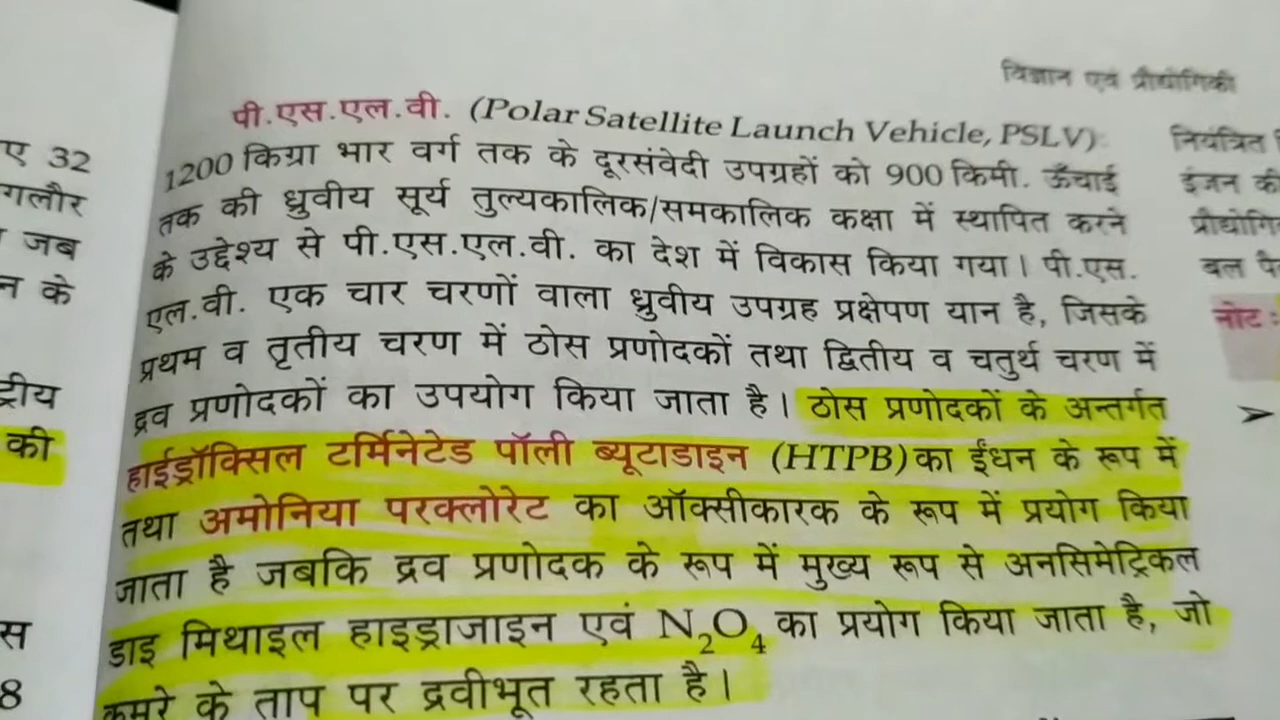 विज्ञान एवं प्रौद्योगिकी
ए 32
गलौर
जब
न के
ट्रीय
की
स
8
पी.एस.एल.वी. (Polar Satellite Launch Vehicle, PSLV)
1200 किग्रा भार वर्ग तक के दूरसंवेदी उपग्रहों को 900 किमी. ऊँचाई
तक की ध्रुवीय सूर्य तुल्यकालिक/समकालिक कक्षा में स्थापित करने
के उद्देश्य से पी.एस.एल.वी. का देश में विकास किया गया। पी.एस.
एल.वी. एक चार चरणों वाला ध्रुवीय उपग्रह प्रक्षेपण यान है, जिसके
प्रथम व तृतीय चरण में ठोस प्रणोदकों तथा द्वितीय व चतुर्थ चरण में
द्रव प्रणोदकों का उपयोग किया जाता है। ठोस प्रणोदकों के अन्तर्गत
हाईड्रॉक्सिल टर्मिनेटेड पॉली ब्यूटाडाइन (HTPB) का ईंधन के रूप में
तथा अमोनिया परक्लोरेट का ऑक्सीकारक के रूप में प्रयोग किया
जाता है जबकि द्रव प्रणोदक के रूप में मुख्य रूप से अनसिमेट्रिकल
डाइ मिथाइल हाइड्राजाइन एवं N₂O₄ का प्रयोग किया जाता है, जो
कमरे के ताप पर द्रवीभूत रहता है।
नियंत्रित
इंजन की
प्रौद्योगि
बल
नोट :
➤